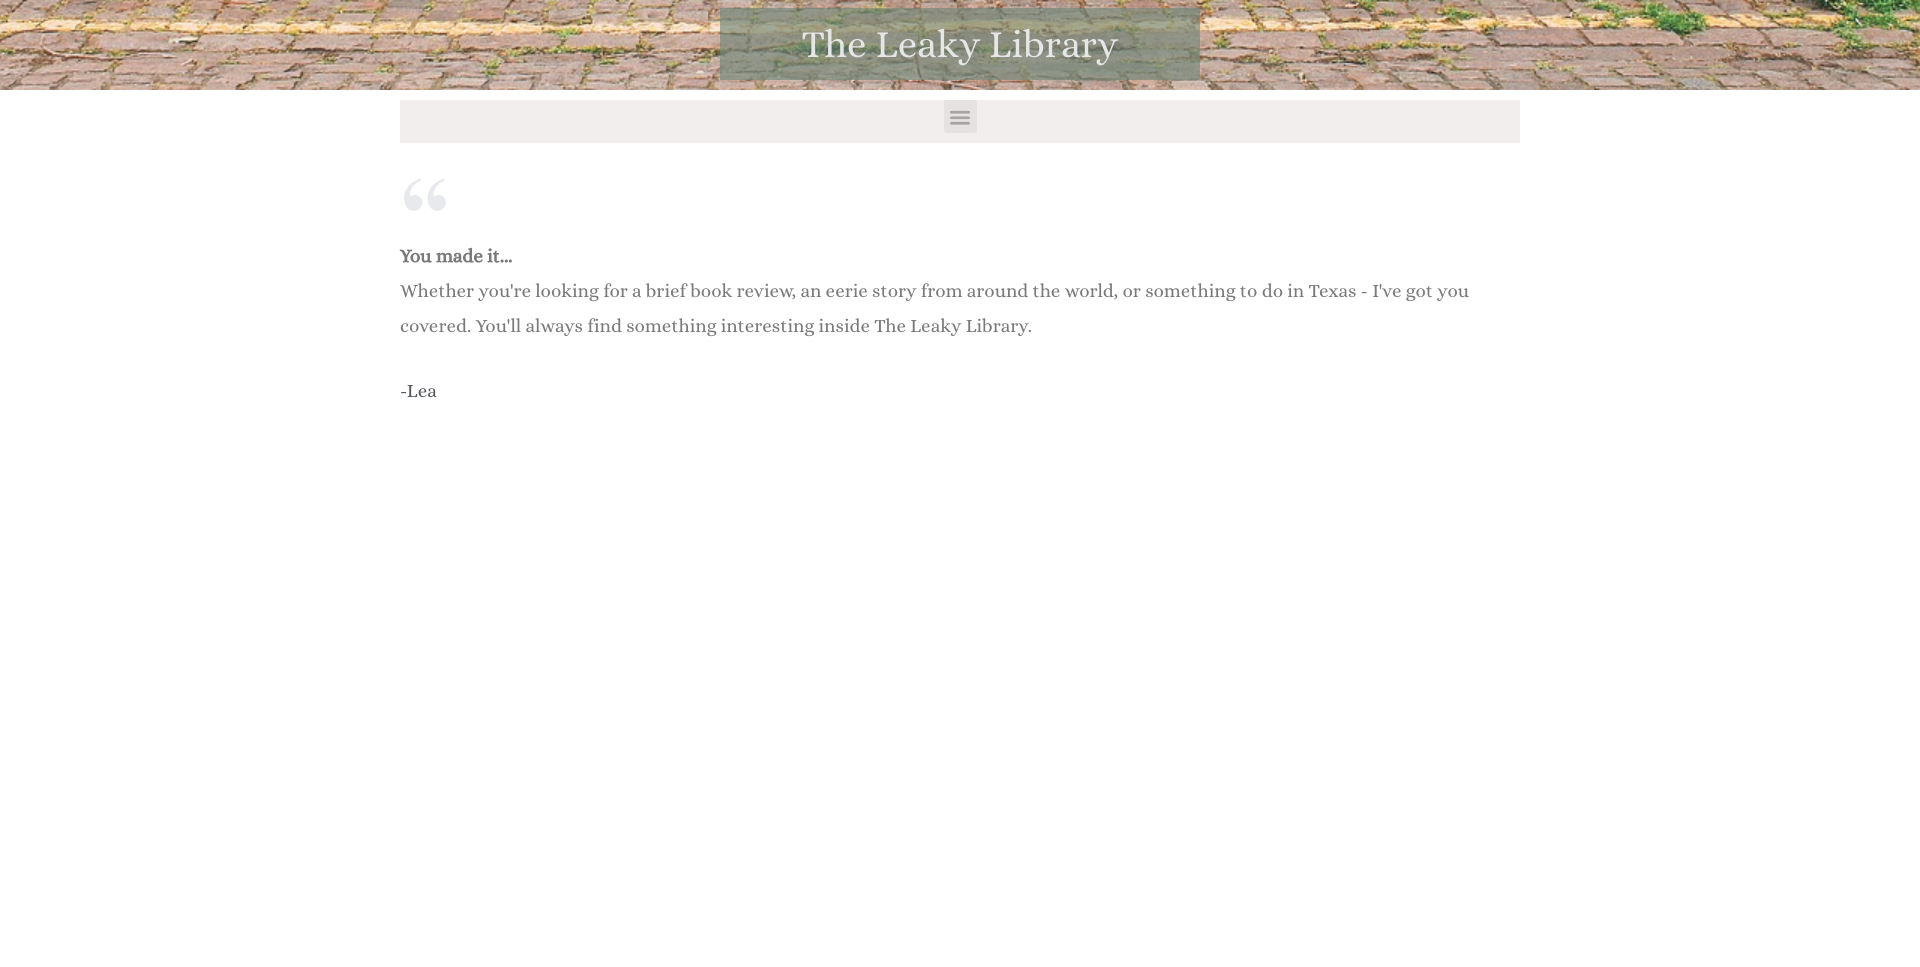 The Leaky Library
“
You made it...
Whether you're looking for a brief book review, an eerie story from around the world, or something to do in Texas - I've got you
covered. You'll always find something interesting inside The Leaky Library.
-Lea